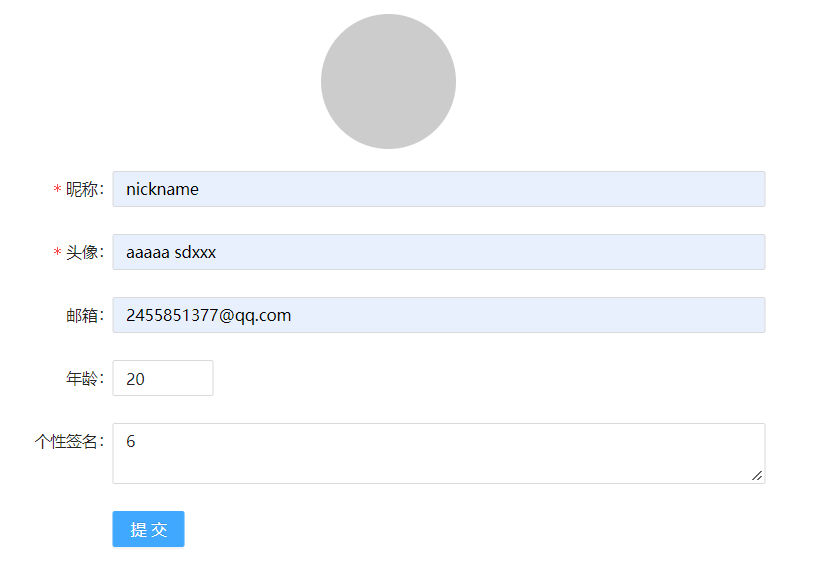 * 昵称： nickname
* 头像： aaaaa sdxxx
邮箱： 2455851377@qq.com
年龄： 20
个性签名： 6
提 交